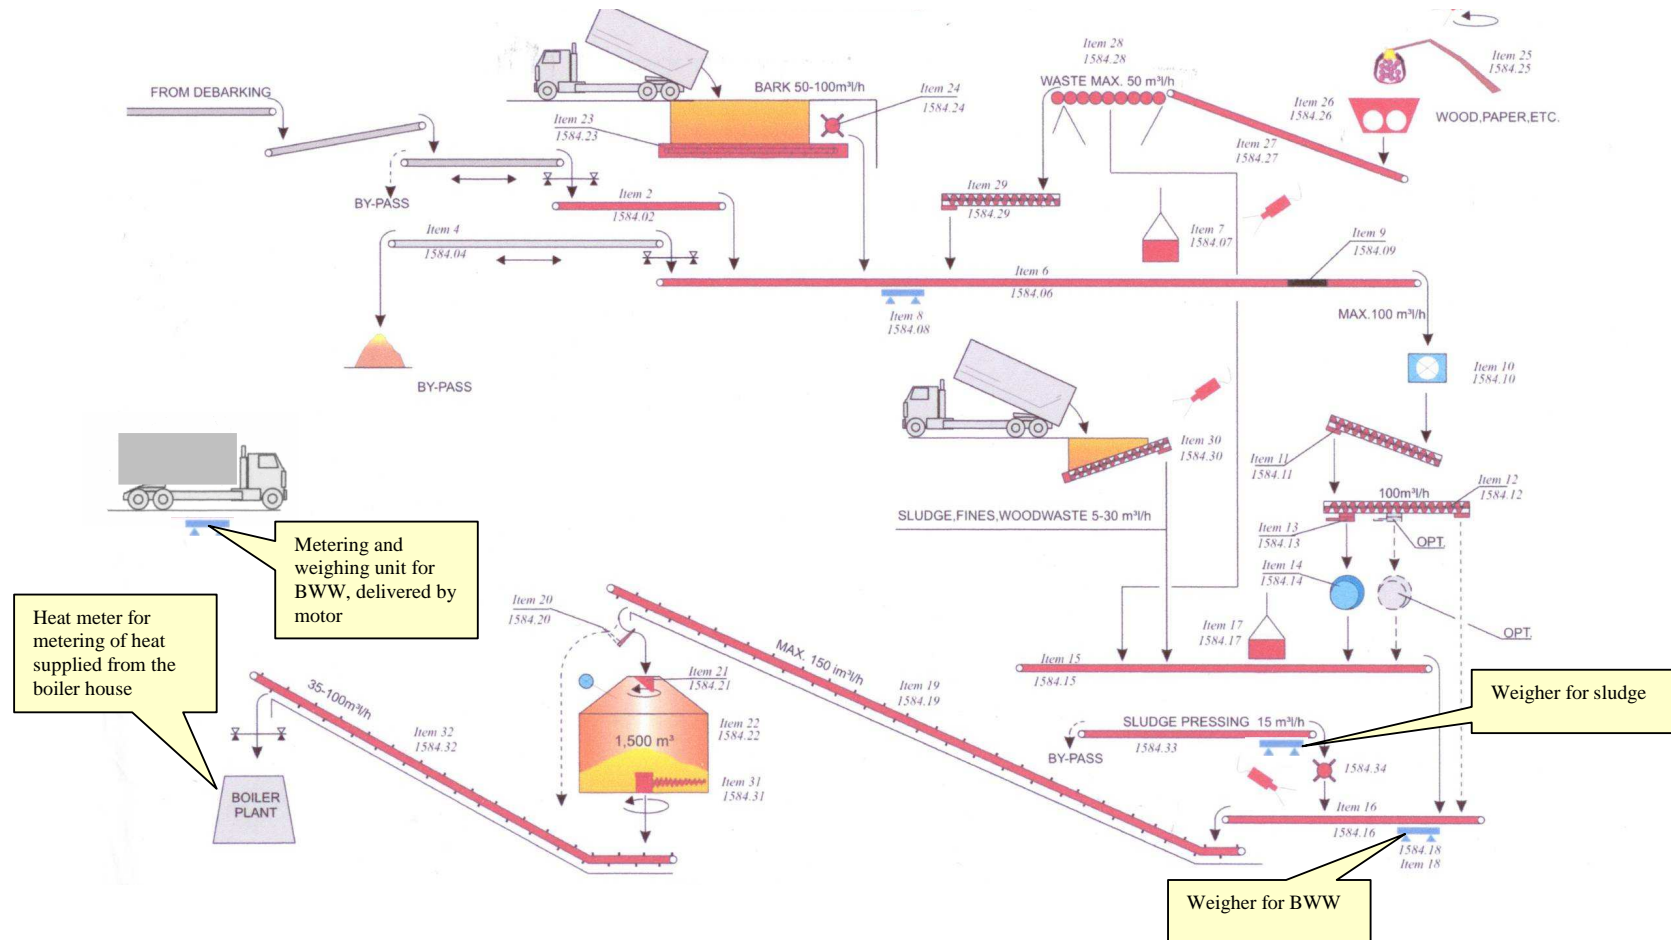 FROM DEBARKING
BARK 50-100m³l/h
Item 24
1584.24
Item 23
1584.23
Item 28
1584.28
WASTE MAX. 50 m³l/h
Item 25
1584.25
Item 26
1584.26
WOOD,PAPER,ETC.
Item 27
1584.27
BY-PASS
Item 2
1584.02
Item 29
1584.29
Item 4
1584.04
Item 7
1584.07
Item 9
1584.09
Item 6
1584.06
Item 8
1584.08
MAX.100 m³l/h
BY-PASS
Item 10
1584.10
Item 30
1584.30
Item 11
1584.11
Item 12
1584.12
100m³l/h
SLUDGE,FINES,WOODWASTE 5-30 m³l/h
Item 13
1584.13
OPT.
Item 14
1584.14
OPT.
Metering and
weighing unit for
BWW, delivered by
motor
Heat meter for
metering of heat
supplied from the
boiler house
Item 20
1584.20
Item 17
1584.17
MAX. 150 im³l/h
Item 15
1584.15
Item 21
1584.21
Item 19
1584.19
Weigher for sludge
35-100m³l/h
Item 32
1584.32
Item 22
1584.22
1,500 m³
SLUDGE PRESSING 15 m³l/h
1584.33
BY-PASS
1584.34
Item 31
1584.31
BOILER
PLANT
Item 16
1584.16
1584.18
Item 18
Weigher for BWW